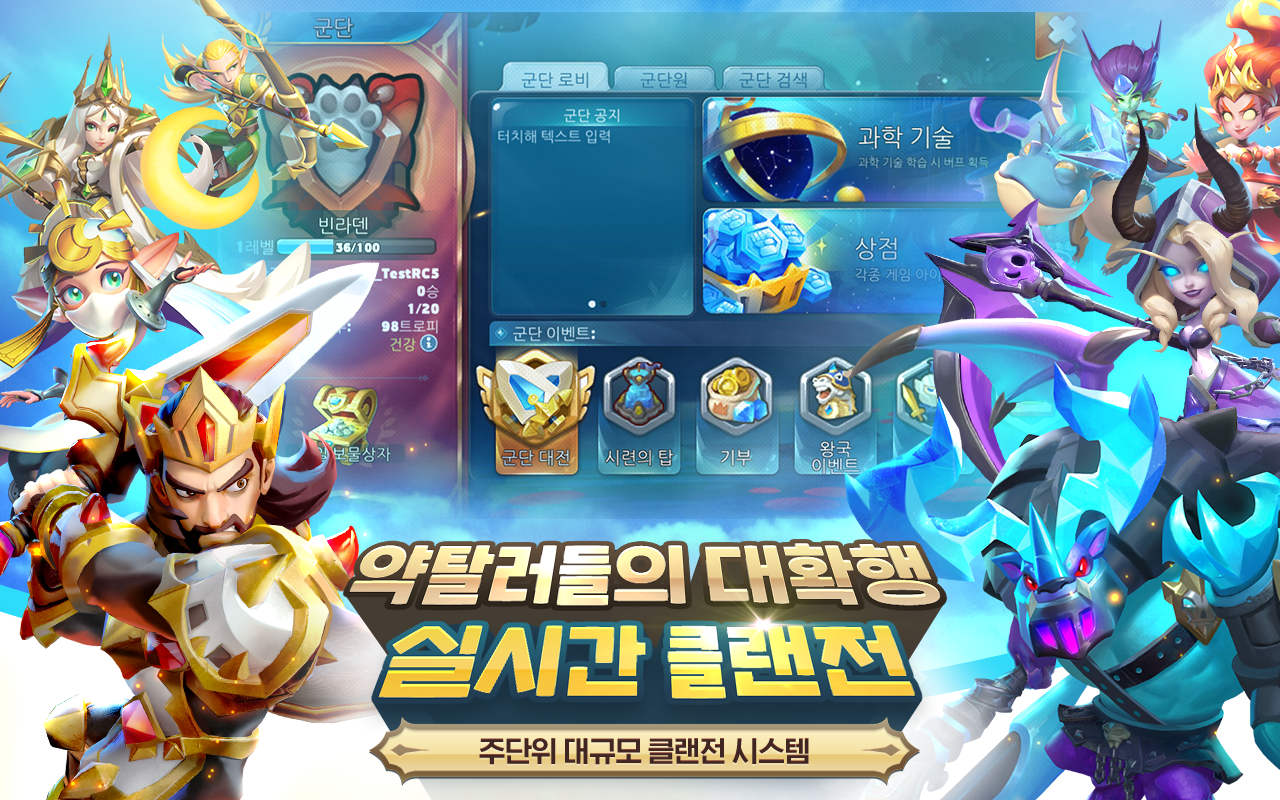 군단
빈라덴
1레벨 36/100
_TestRC5
0승
1/20
98트로피
건강
보물상자
군단 로비
군단원
군단 검색
군단 공지
터치해 텍스트 입력
과학 기술
과학 기술 학습 시 버프 획득
상점
각종 게임 아이
군단 이벤트:
군단 대전
시련의 탑
기부
왕국
이벤트
약탈러들의 대확행
실시간 클랜전
주단위 대규모 클랜전 시스템